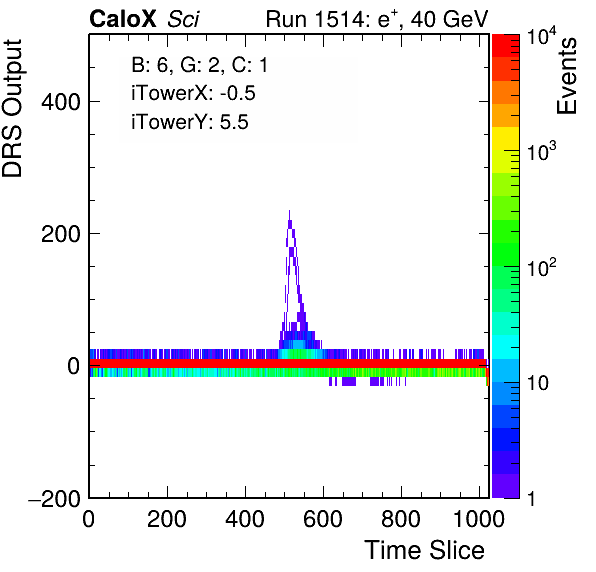 CaloX Sci Run 1514: e+, 40 GeV
B: 6, G: 2, C: 1
iTowerX: -0.5
iTowerY: 5.5
DRS Output
400
200
0
−200
0 200 400 600 800 1000
Time Slice
Events
10^4
10^3
10^2
10
1